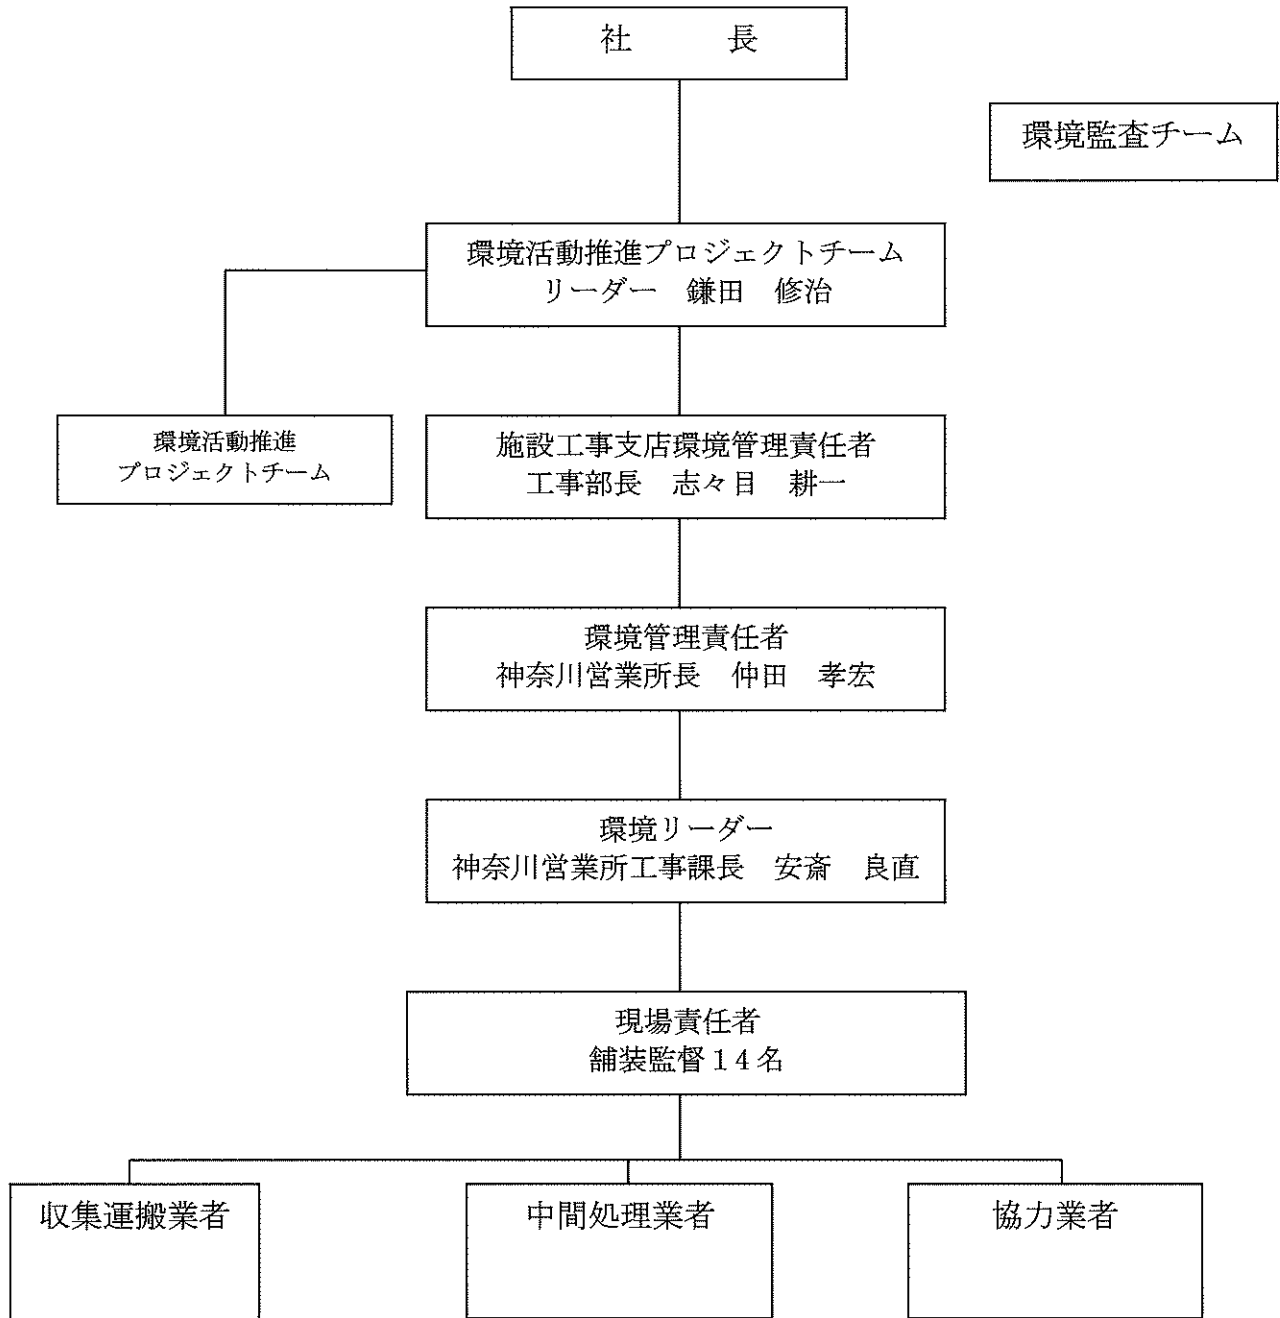 社　　　長
環境監査チーム
環境活動推進プロジェクトチーム
リーダー　鎌田　修治
環境活動推進
プロジェクトチーム
施設工事支店環境管理責任者
工事部長　志々目　耕一
環境管理責任者
神奈川営業所長　仲田　孝宏
環境リーダー
神奈川営業所工事課長　安斎　良直
現場責任者
舗装監督１４名
収集運搬業者
中間処理業者
協力業者